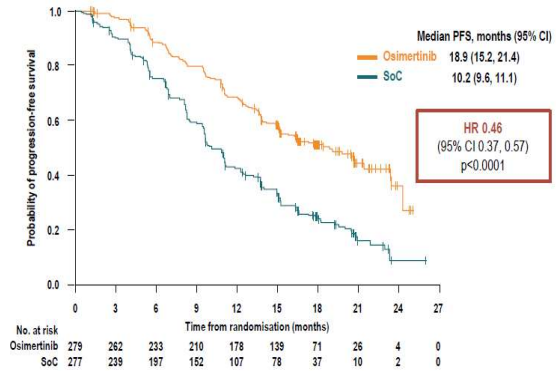 Median PFS, months (95% CI)
Osimertinib 18.9 (15.2, 21.4)
SoC 10.2 (9.6, 11.1)
HR 0.46
(95% CI 0.37, 0.57)
p<0.0001
Probability of progression-free survival
1.0
0.8
0.6
0.4
0.2
0.0
0 3 6 9 12 15 18 21 24 27
Time from randomisation (months)
No. at risk
Osimertinib 279 262 233 210 178 139 71 26 4 0
SoC 277 239 197 152 107 78 37 10 2 0